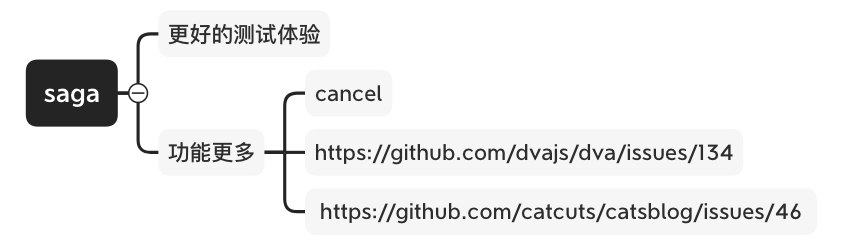 saga
更好的测试体验
功能更多
cancel
https://github.com/dvajs/dva/issues/134
https://github.com/catcuts/catsblog/issues/46